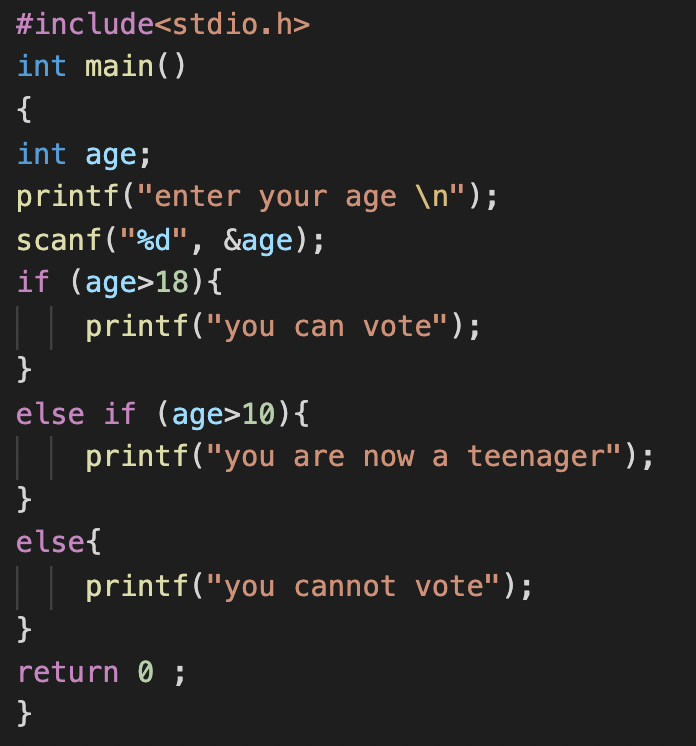 #include<stdio.h>
int main()
{
int age;
printf("enter your age \n");
scanf("%d", &age);
if (age>18){
    printf("you can vote");
}
else if (age>10){
    printf("you are now a teenager");
}
else{
    printf("you cannot vote");
}
return 0 ;
}